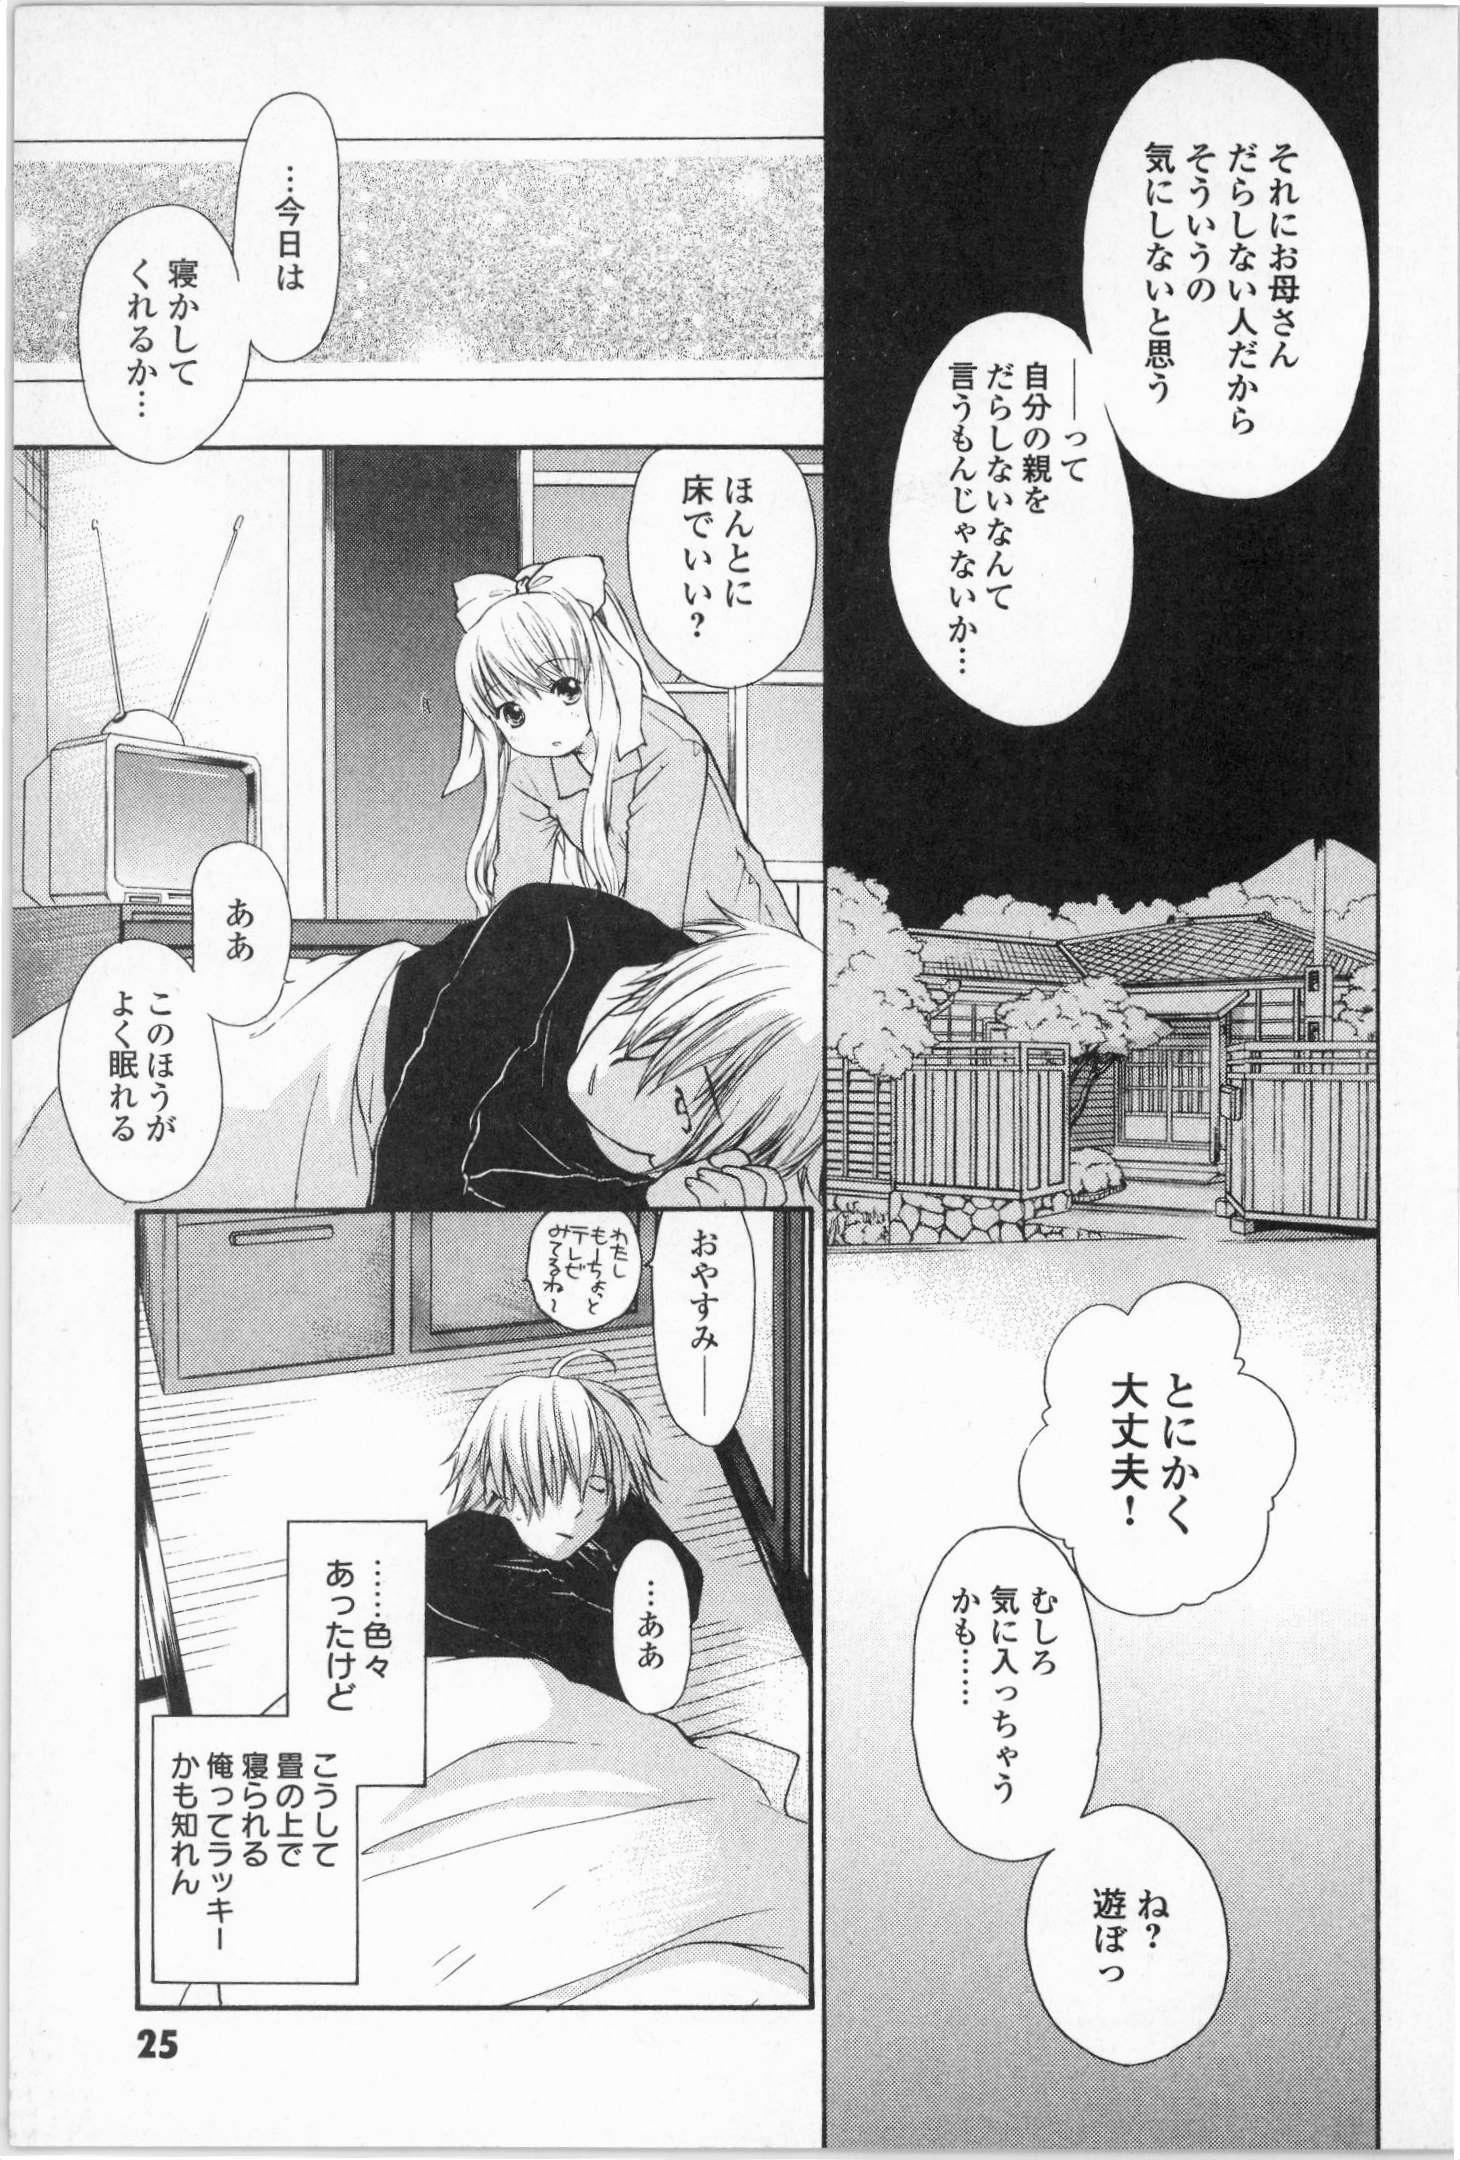 それにお母さん
だらしない人だから
そういうの
気にしないと思う
――って
自分の親を
だらしないなんて
言うもんじゃないか…
とにかく
大丈夫！
むしろ
気に入っちゃう
かも……
ね？
遊ぼっ
…今日は
寝かして
くれるか…
ほんとに
床でいい？
ああ
このほうが
よく眠れる
おやすみ――
わたし
もーちょっと
テレビ
みてるね～
…ああ
……色々
あったけど
こうして
畳の上で
寝られる
俺ってラッキー
かも知れん
25